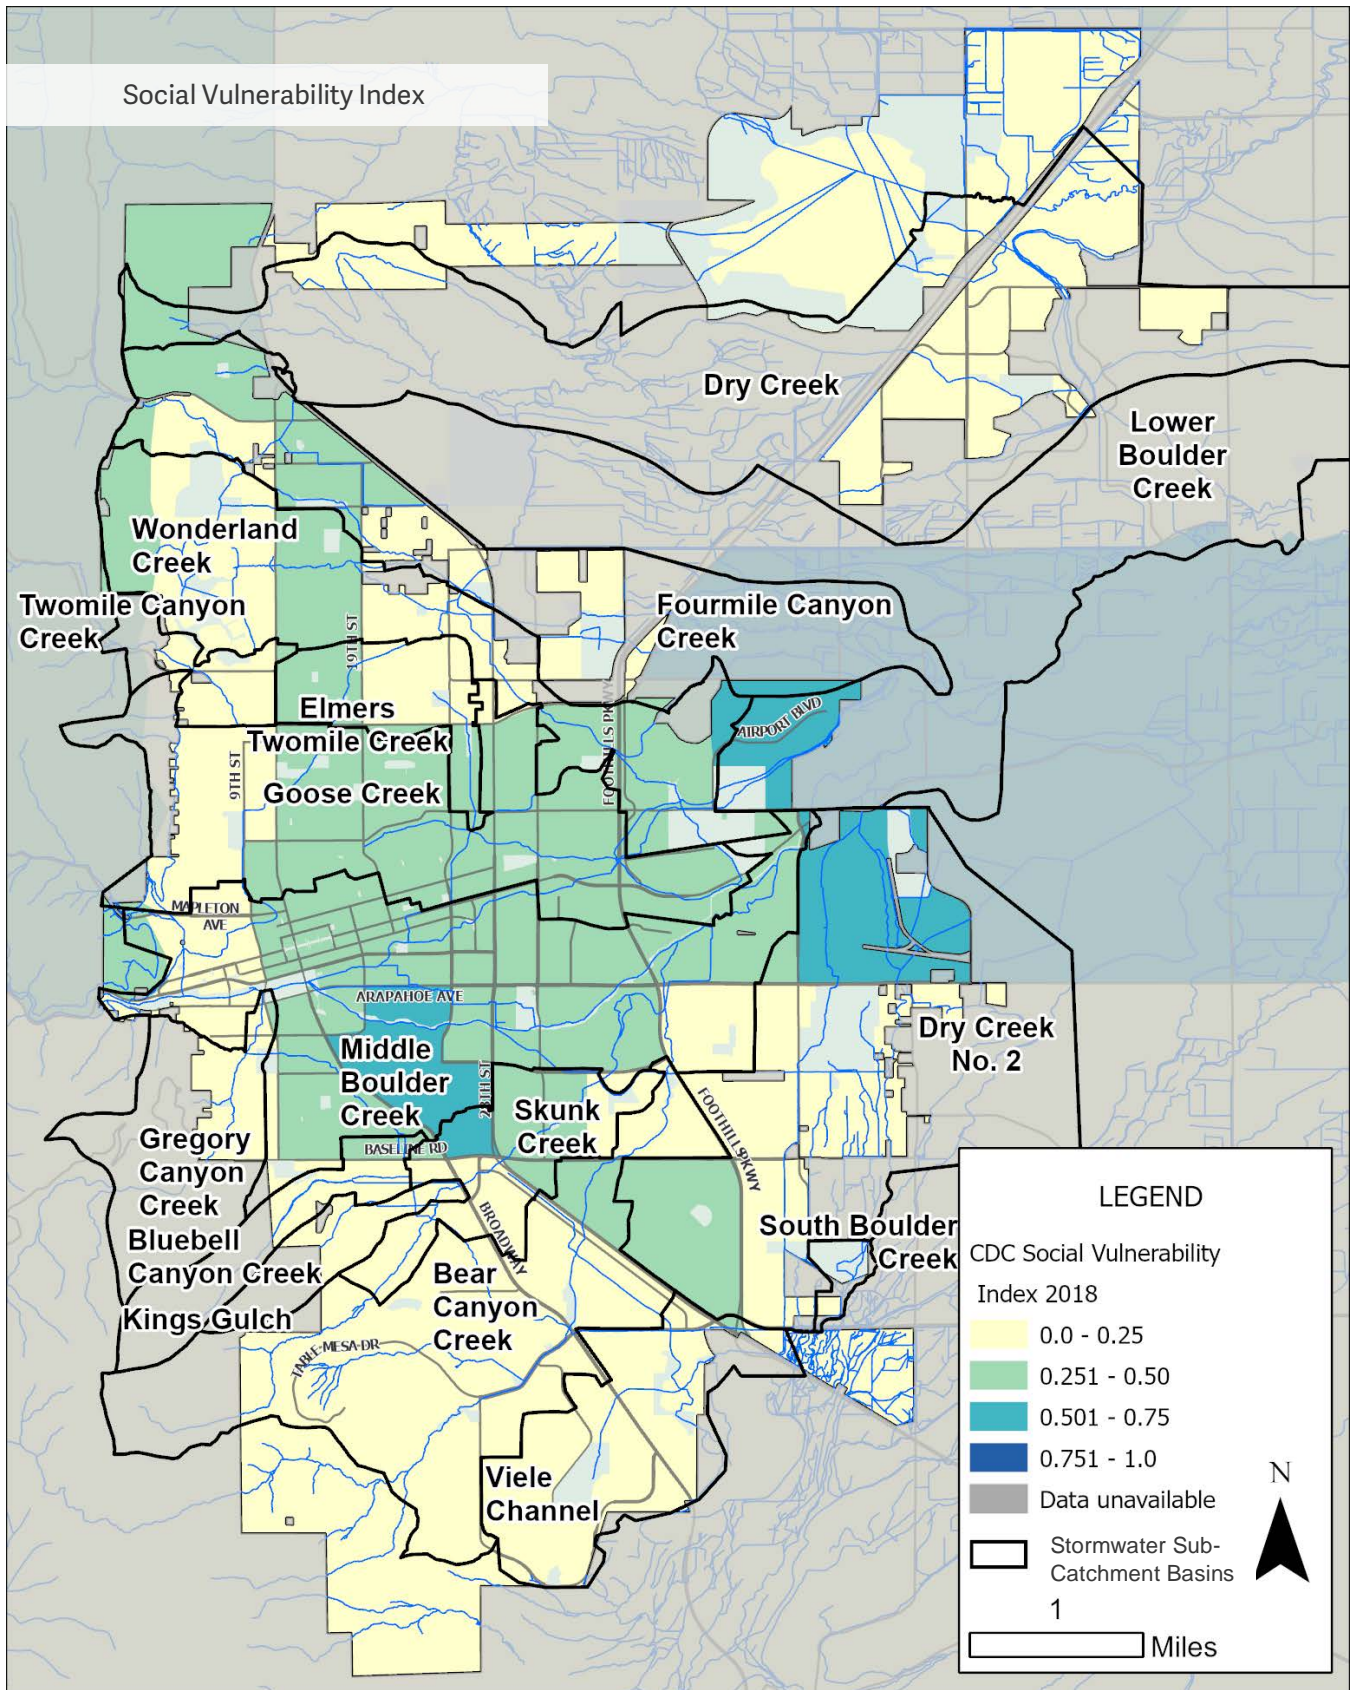 Social Vulnerability Index
Dry Creek
Lower
Boulder
Creek
Wonderland
Creek
Twomile Canyon
Creek
Fourmile Canyon
Creek
19TH ST
FOOTHILLS PKWY
AIRPORT BLVD
Elmers
Twomile Creek
9TH ST
Goose Creek
MAPLETON
AVE
ARAPAHOE AVE
Dry Creek
No. 2
Middle
Boulder
Creek
28TH ST
Skunk
Creek
FOOTHILLS PKWY
BASELINE RD
Gregory
Canyon
Creek
Bluebell
Canyon Creek
Kings Gulch
BROADWAY
South Boulder
Creek
Bear
Canyon
Creek
TABLE MESA DR
Viele
Channel
LEGEND
CDC Social Vulnerability
Index 2018
0.0 - 0.25
0.251 - 0.50
0.501 - 0.75
0.751 - 1.0
Data unavailable
Stormwater Sub-
Catchment Basins
N
1
Miles